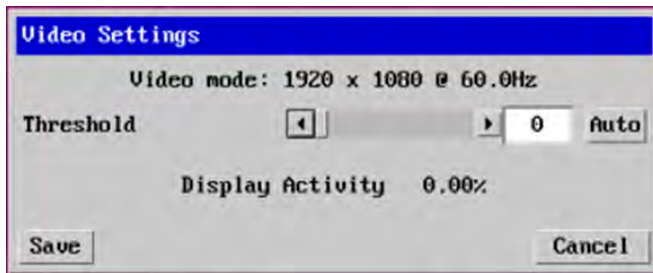 Video Settings
Video mode: 1920 x 1080 @ 60.0Hz
Threshold 0 Auto
Display Activity 0.00%
Save Cancel